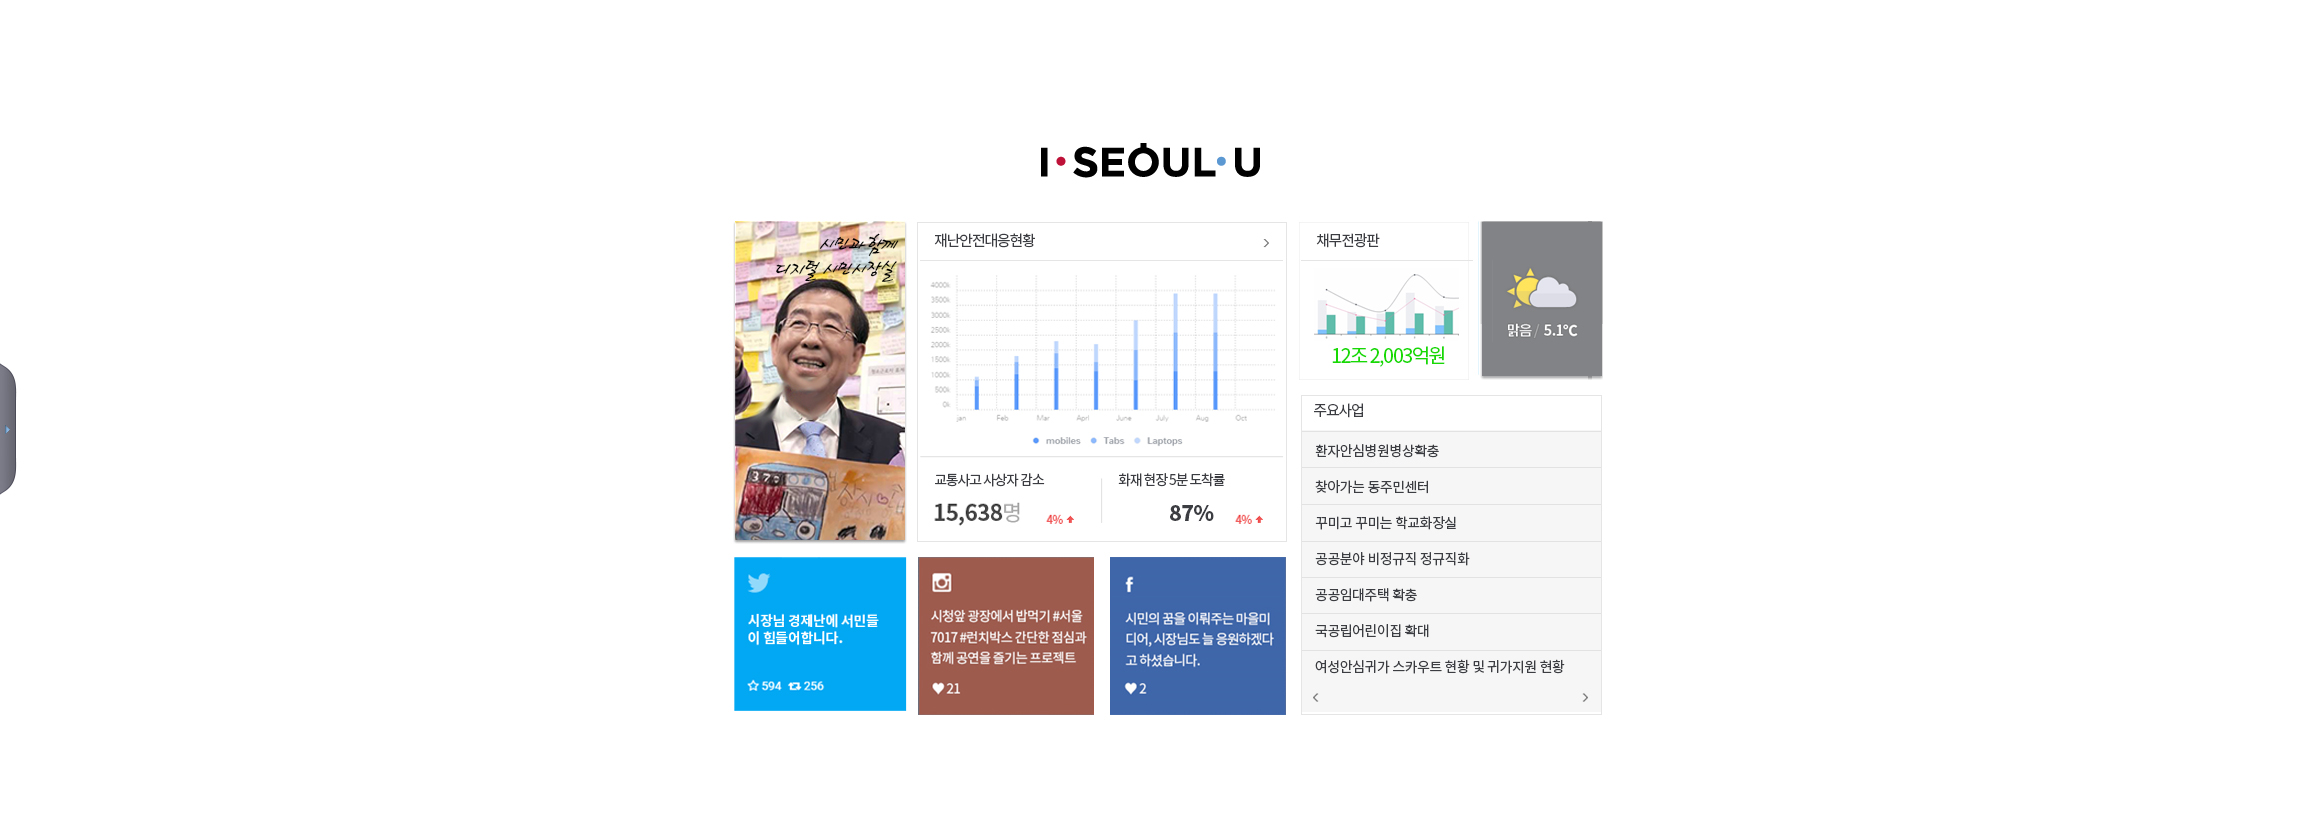 I•SEOUL•U
시민과 함께
디지털 시민시장실
재난안전대응현황
4000k
3500k
3000k
2500k
2000k
1500k
1000k
500k
0k
jan Feb Mar Aprl June July Aug Oct
mobiles Tabs Laptops
교통사고 사상자 감소
15,638명 4%
화재 현장 5분 도착률
87% 4%
채무전광판
12조 2,003억원
맑음 / 5.1℃
주요사업
환자안심병원병상확충
찾아가는 동주민센터
꾸미고 꾸미는 학교화장실
공공분야 비정규직 정규직화
공공임대주택 확충
국공립어린이집 확대
여성안심귀가 스카우트 현황 및 귀가지원 현황
시장님 경제난에 서민들
이 힘들어합니다.
594 256
시청앞 광장에서 밥먹기 #서울
7017 #런치박스 간단한 점심과
함께 공연을 즐기는 프로젝트
21
f
시민의 꿈을 이뤄주는 마을미
디어, 시장님도 늘 응원하겠다
고 하셨습니다.
2